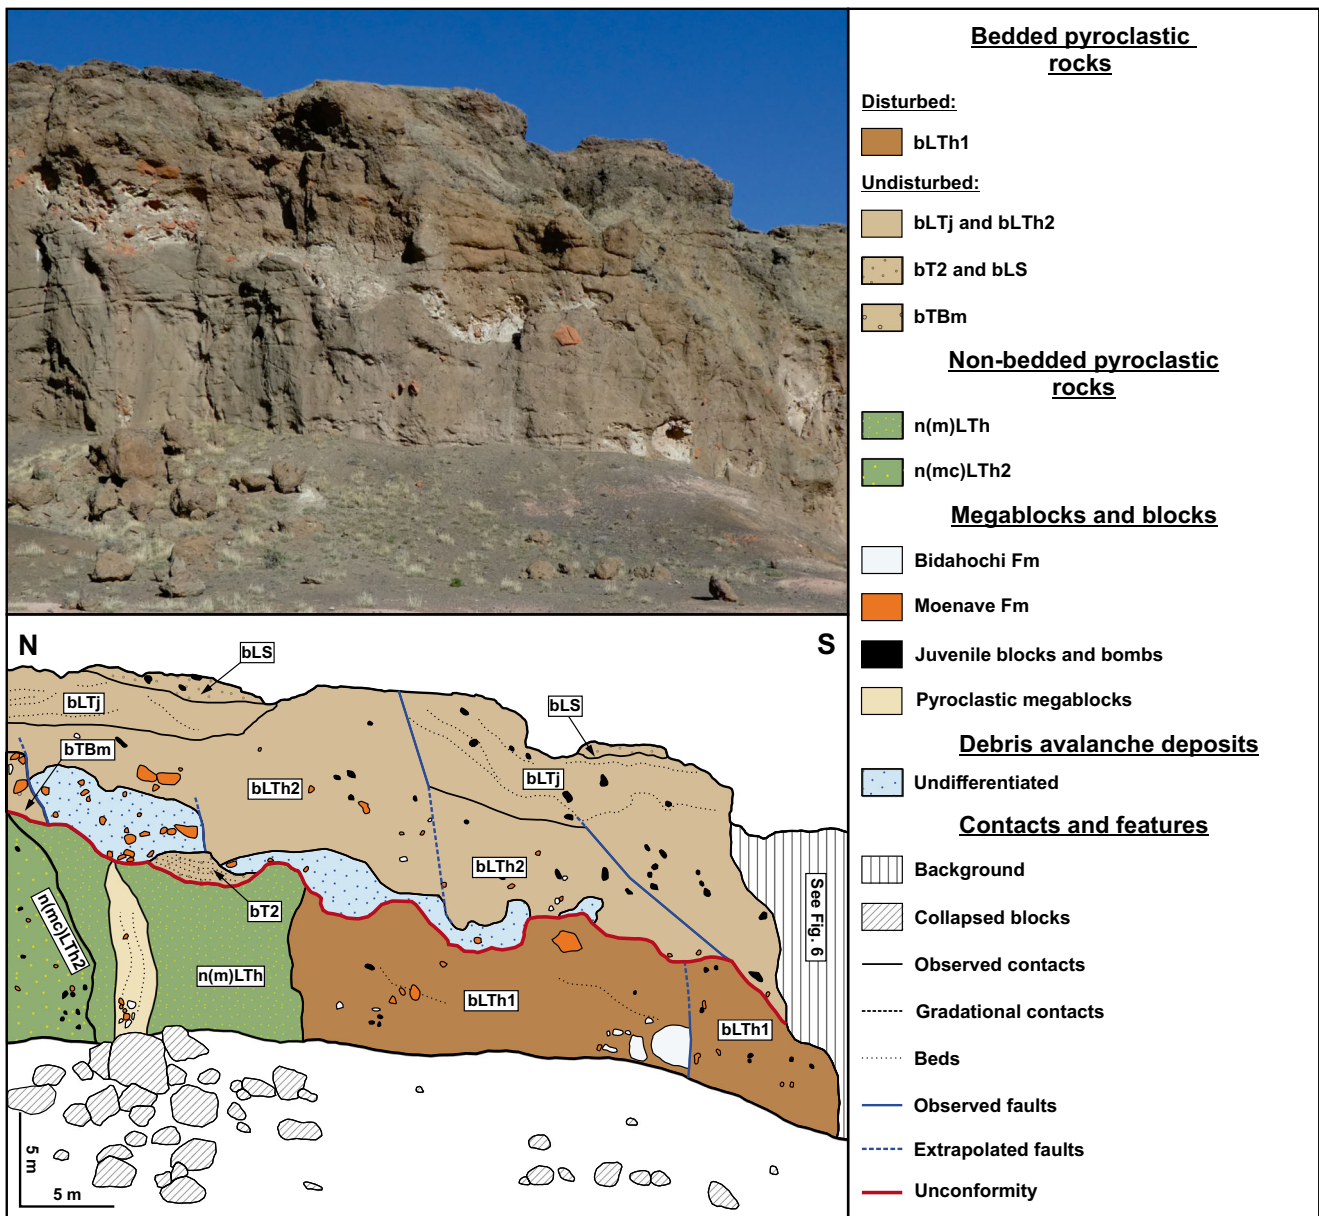 Bedded pyroclastic
rocks
Disturbed:
bLTh1
Undisturbed:
bLTj and bLTh2
bT2 and bLS
bTBm
Non-bedded pyroclastic
rocks
n(m)LTh
n(mc)LTh2
Megablocks and blocks
Bidahochi Fm
Moenave Fm
Juvenile blocks and bombs
Pyroclastic megablocks
Debris avalanche deposits
Undifferentiated
Contacts and features
Background
Collapsed blocks
Observed contacts
Gradational contacts
Beds
Observed faults
Extrapolated faults
Unconformity
N
S
bLS
bLTj
bLS
bTBm
bLTj
bLTh2
bLTh2
bT2
n(mc)LTh2
n(m)LTh
bLTh1
bLTh1
See Fig. 6
5 m
5 m